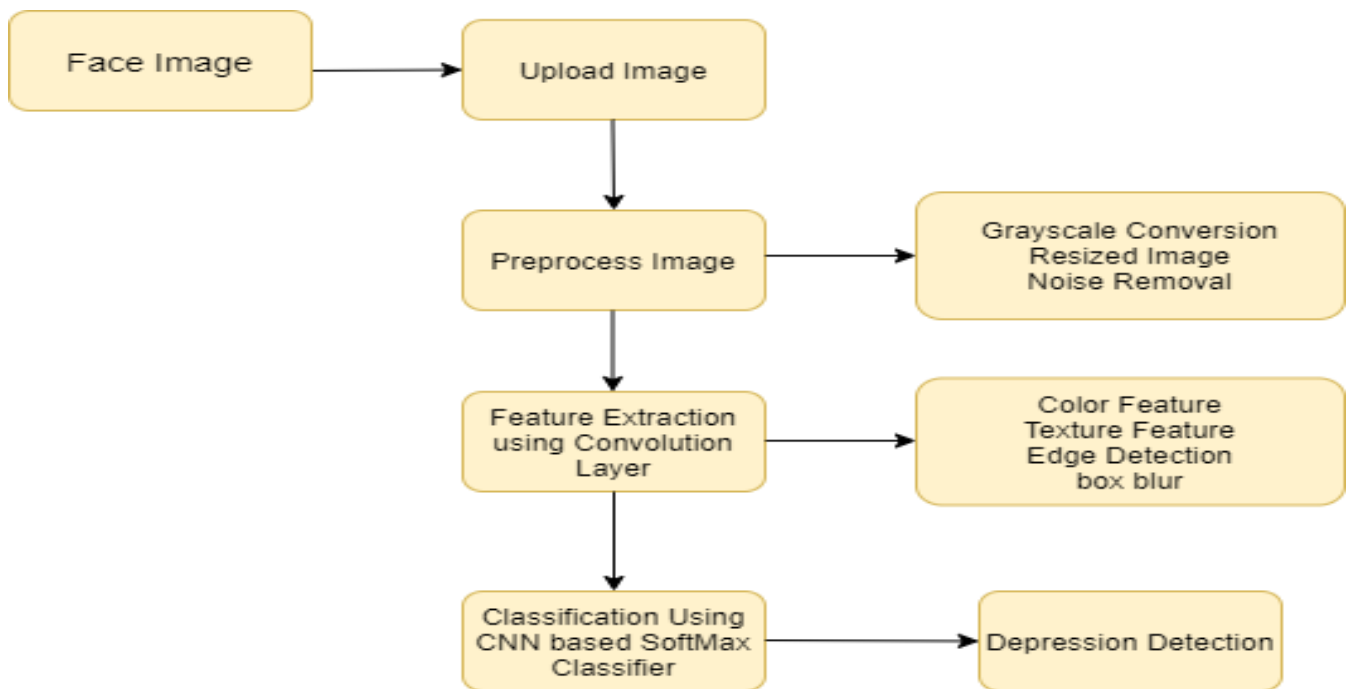 Face Image
Upload Image
Preprocess Image
Grayscale Conversion
Resized Image
Noise Removal
Feature Extraction
using Convolution
Layer
Color Feature
Texture Feature
Edge Detection
box blur
Classification Using
CNN based SoftMax
Classifier
Depression Detection